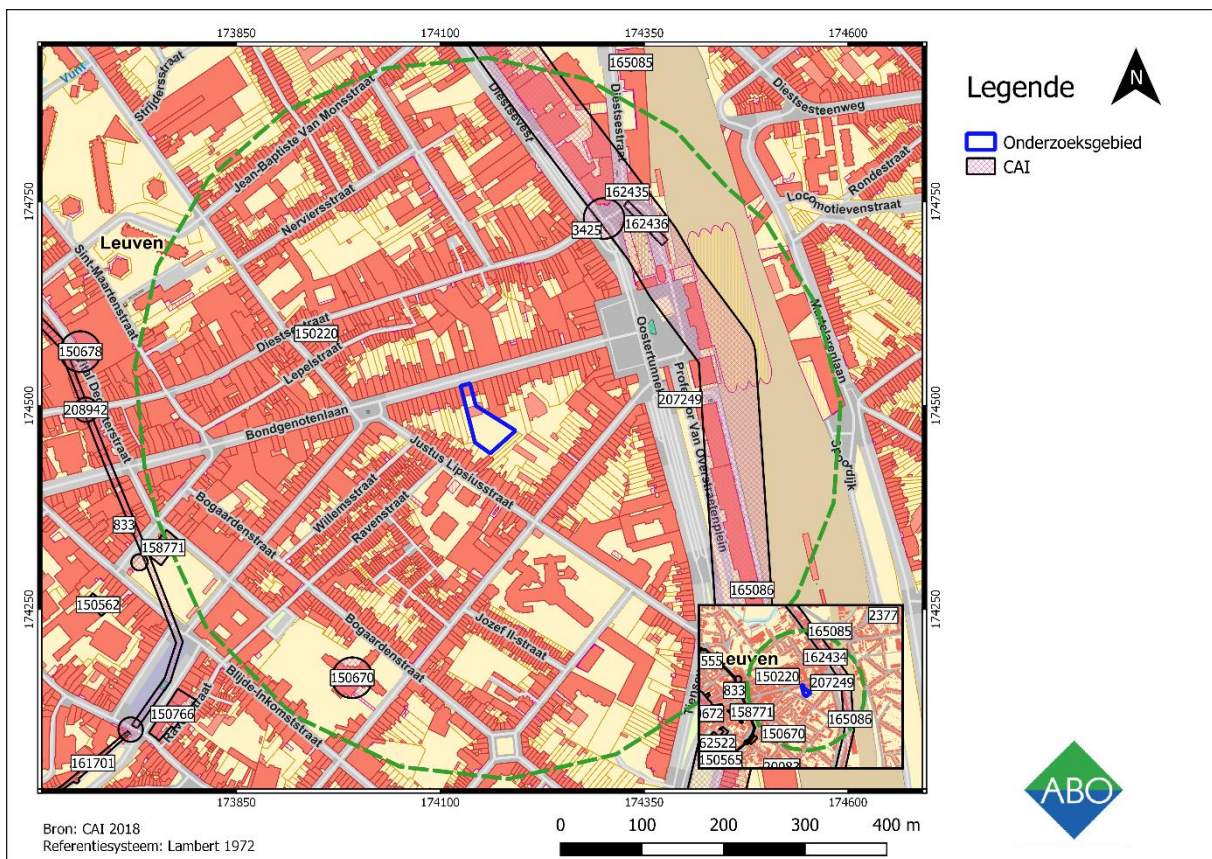 173850
174100
174350
174600
Legende
N
Onderzoeksgebied
CAI
Strijdersstraat
Jean-Baptiste Van Monsstraat
Diestsevest
Diestsestraat
165085
Diestsesteenweg
Rondestraat
Locomotievenstraat
174750
174750
162435
162436
3425
Nerviersstraat
Leuven
Sint-Maartenstraat
Diestsestraat
150220
Lepelstraat
150678
208942
Bondgenotenlaan
Oostertunnel
Professor Van Overstraetenplein
207249
Martelarenlaan
Spoordijk
174500
174500
Justus Lipsiusstraat
Willemsstraat
Ravenstraat
Bogaardenstraat
833
158771
150562
165086
174250
174250
Jozef II-straat
Bogaardenstraat
150670
Blijde-Inkomststraat
150766
161701
2377
165085
162434
555
euven
150220
207249
833
158771
165086
150670
62522
150565
173850
174100
174350
174600
ABO
Bron: CAI 2018
Referentiesysteem: Lambert 1972
0 100 200 300 400 m